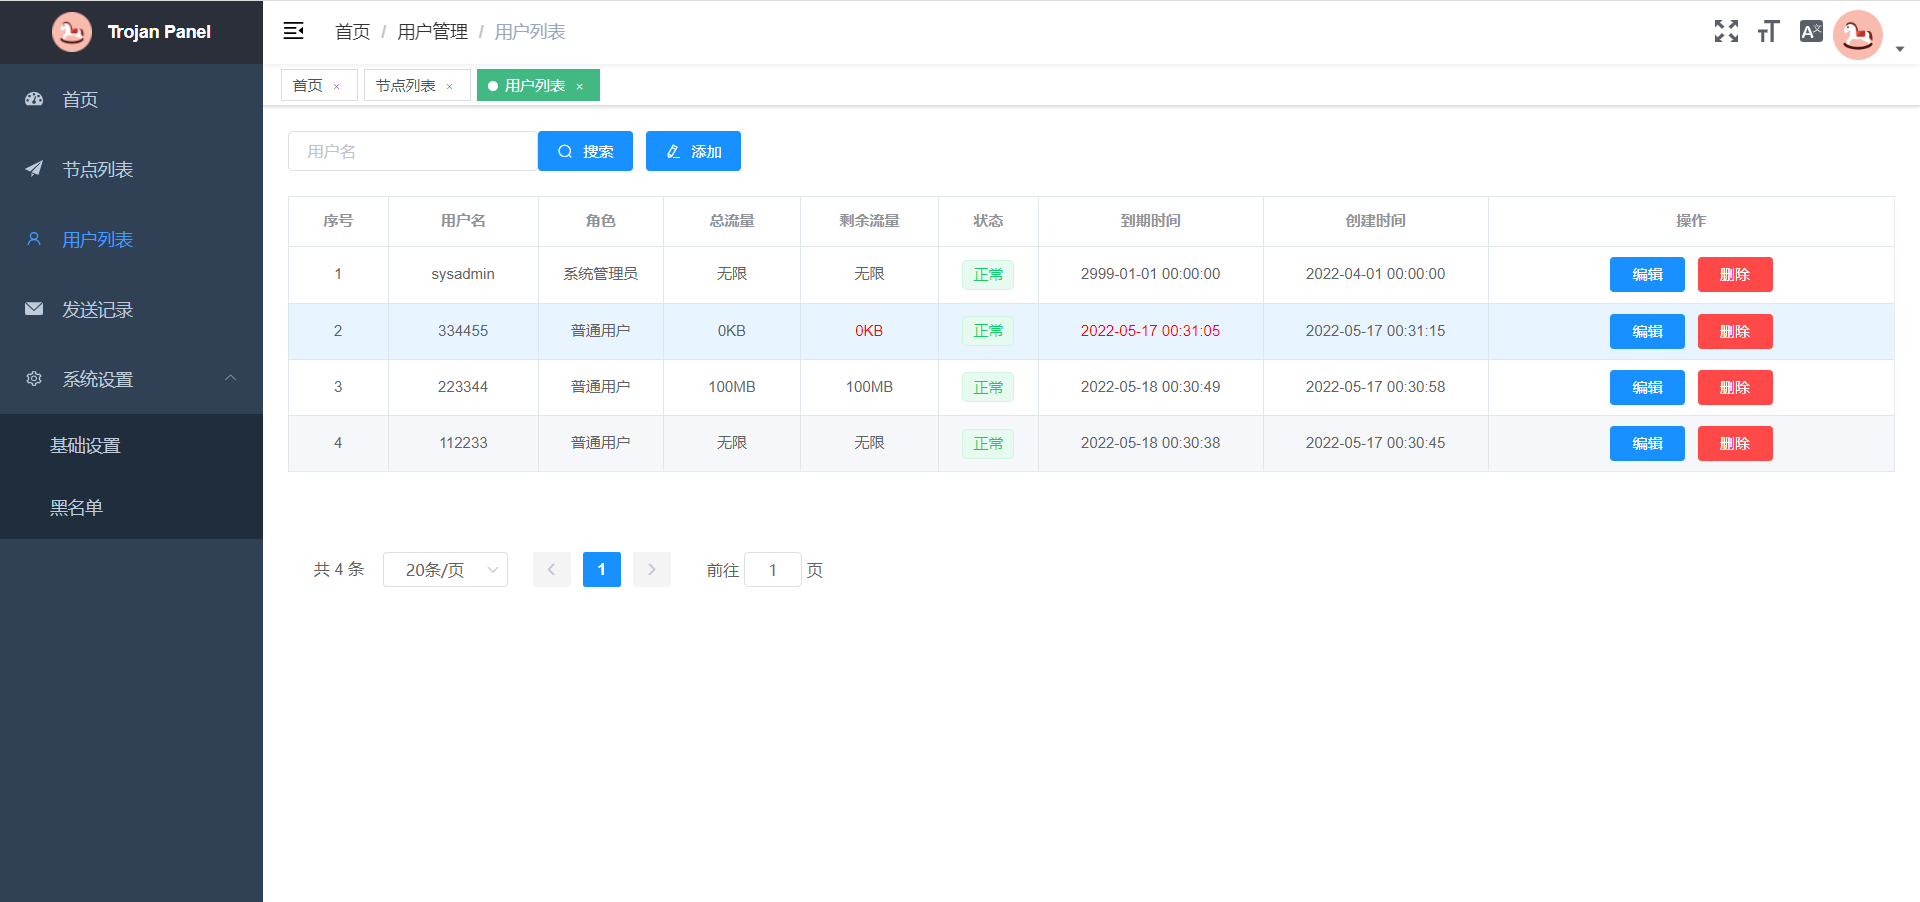 Trojan Panel
首页 / 用户管理 / 用户列表
首页 × 节点列表 × 用户列表 ×
首页
节点列表
用户列表
发送记录
系统设置
基础设置
黑名单
用户名 搜索 添加
序号 用户名 角色 总流量 剩余流量 状态 到期时间 创建时间 操作
1 sysadmin 系统管理员 无限 无限 正常 2999-01-01 00:00:00 2022-04-01 00:00:00 编辑 删除
2 334455 普通用户 0KB 0KB 正常 2022-05-17 00:31:05 2022-05-17 00:31:15 编辑 删除
3 223344 普通用户 100MB 100MB 正常 2022-05-18 00:30:49 2022-05-17 00:30:58 编辑 删除
4 112233 普通用户 无限 无限 正常 2022-05-18 00:30:38 2022-05-17 00:30:45 编辑 删除
共 4 条 20条/页 1 前往 1 页